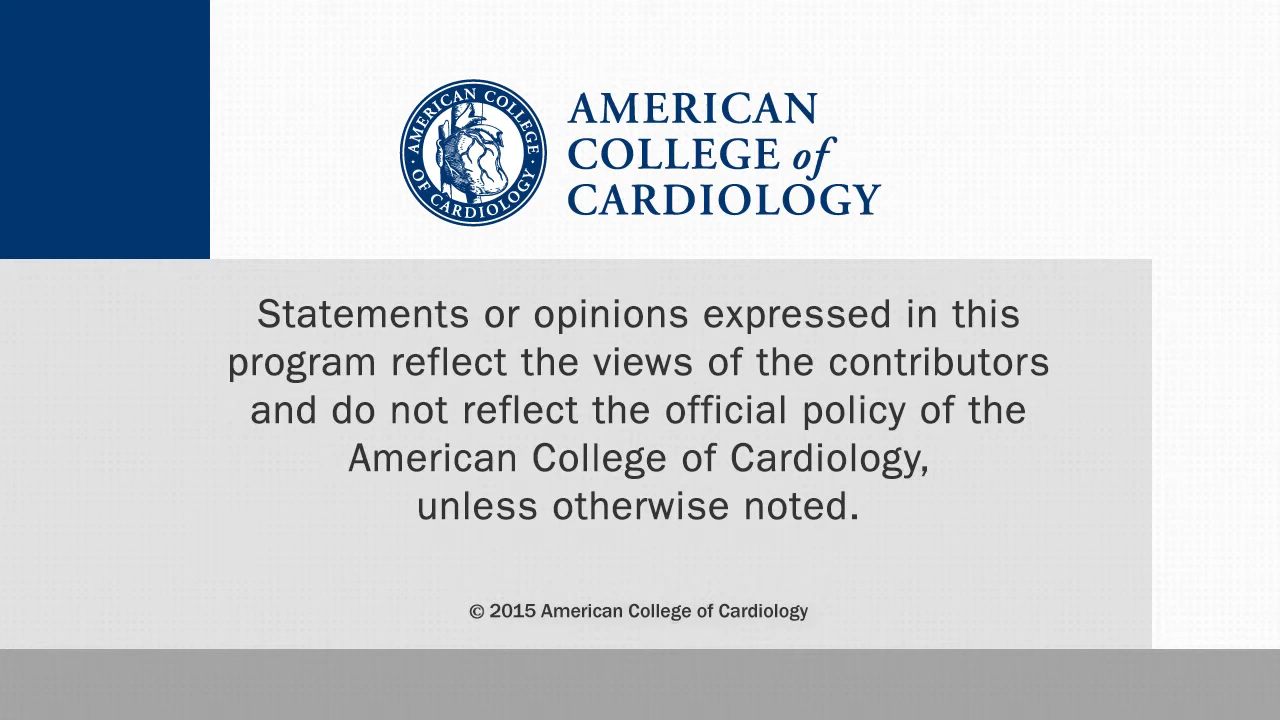 AMERICAN COLLEGE
· OF CARDIOLOGY ·
AMERICAN
COLLEGE of
CARDIOLOGY
Statements or opinions expressed in this
program reflect the views of the contributors
and do not reflect the official policy of the
American College of Cardiology,
unless otherwise noted.
© 2015 American College of Cardiology